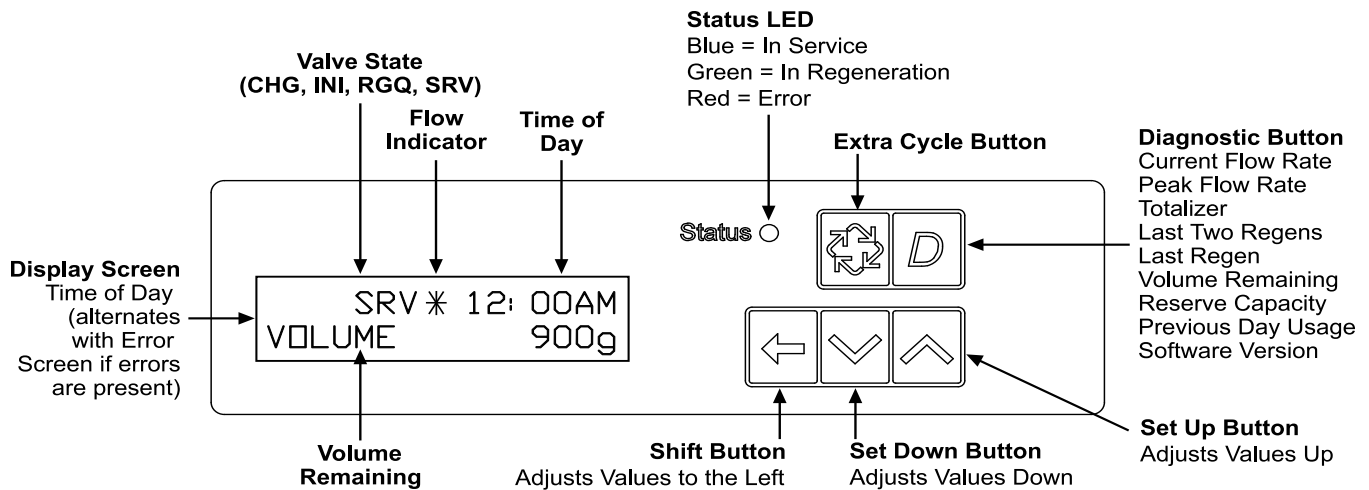 Status LED
Blue = In Service
Green = In Regeneration
Red = Error
Valve State
(CHG, INI, RGQ, SRV)
Flow
Indicator
Time of
Day
Extra Cycle Button
Diagnostic Button
Current Flow Rate
Peak Flow Rate
Totalizer
Last Two Regens
Last Regen
Volume Remaining
Reserve Capacity
Previous Day Usage
Software Version
Status
D
Display Screen
Time of Day
(alternates
with Error
Screen if errors
are present)
SRV* 12:00AM
VOLUME 900g
Volume
Remaining
Shift Button
Adjusts Values to the Left
Set Down Button
Adjusts Values Down
Set Up Button
Adjusts Values Up